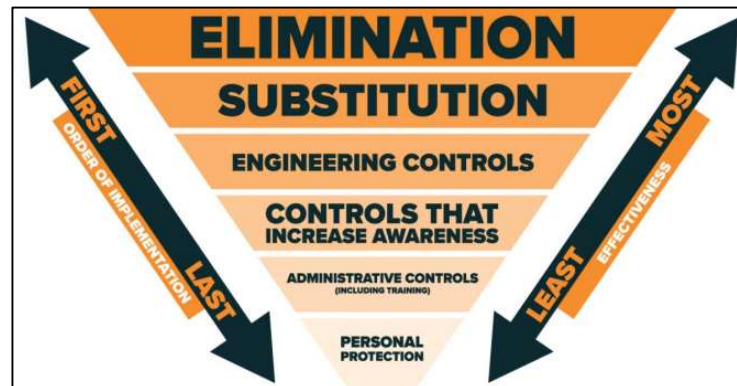 ELIMINATION
SUBSTITUTION
ENGINEERING CONTROLS
CONTROLS THAT
INCREASE AWARENESS
ADMINISTRATIVE CONTROLS
(INCLUDING TRAINING)
PERSONAL
PROTECTION
FIRST
ORDER OF IMPLEMENTATION
LAST
MOST
EFFECTIVENESS
LEAST